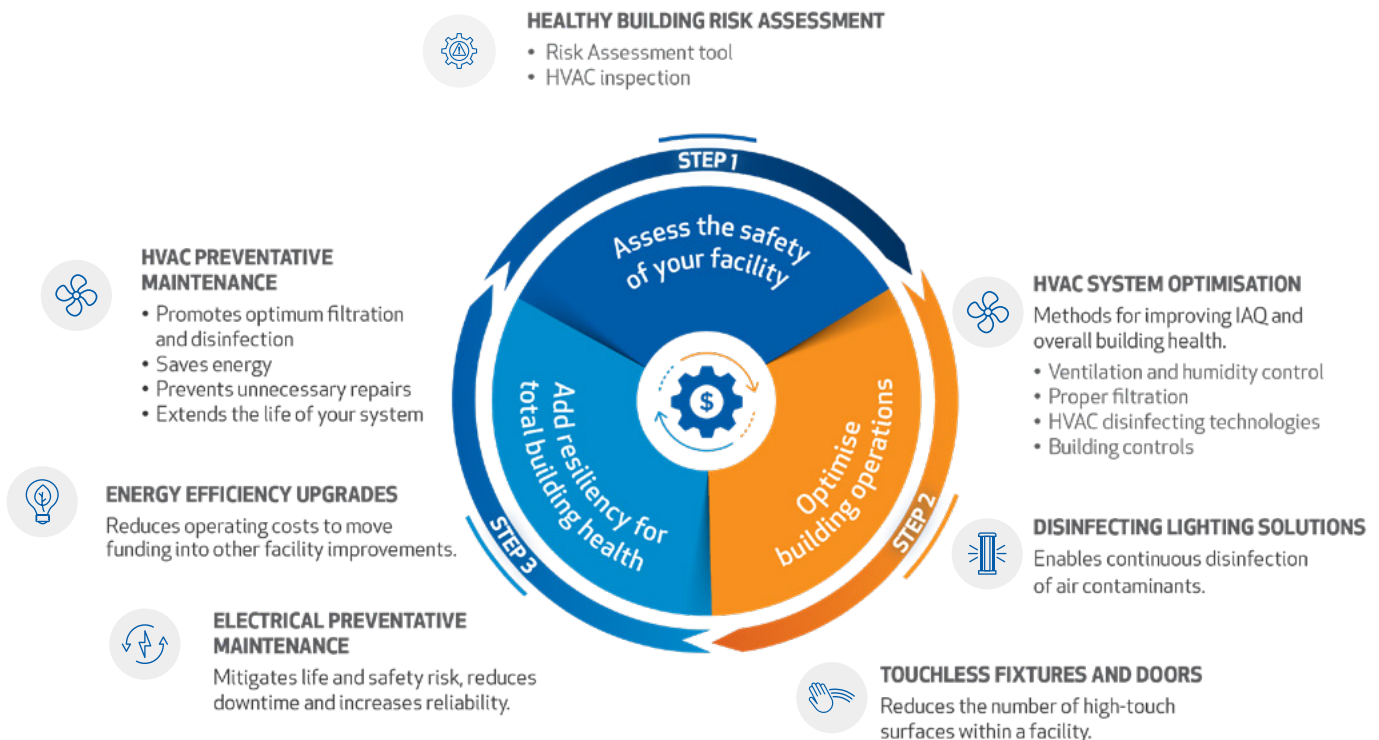 HEALTHY BUILDING RISK ASSESSMENT
• Risk Assessment tool
• HVAC inspection
STEP 1
Assess the safety
of your facility
HVAC SYSTEM OPTIMISATION
Methods for improving IAQ and
overall building health.
• Ventilation and humidity control
• Proper filtration
• HVAC disinfecting technologies
• Building controls
STEP 2
Optimise
building operations
DISINFECTING LIGHTING SOLUTIONS
Enables continuous disinfection
of air contaminants.
TOUCHLESS FIXTURES AND DOORS
Reduces the number of high-touch
surfaces within a facility.
STEP 3
Add resiliency for
total building health
HVAC PREVENTATIVE
MAINTENANCE
• Promotes optimum filtration
and disinfection
• Saves energy
• Prevents unnecessary repairs
• Extends the life of your system
ENERGY EFFICIENCY UPGRADES
Reduces operating costs to move
funding into other facility improvements.
ELECTRICAL PREVENTATIVE
MAINTENANCE
Mitigates life and safety risk, reduces
downtime and increases reliability.
$